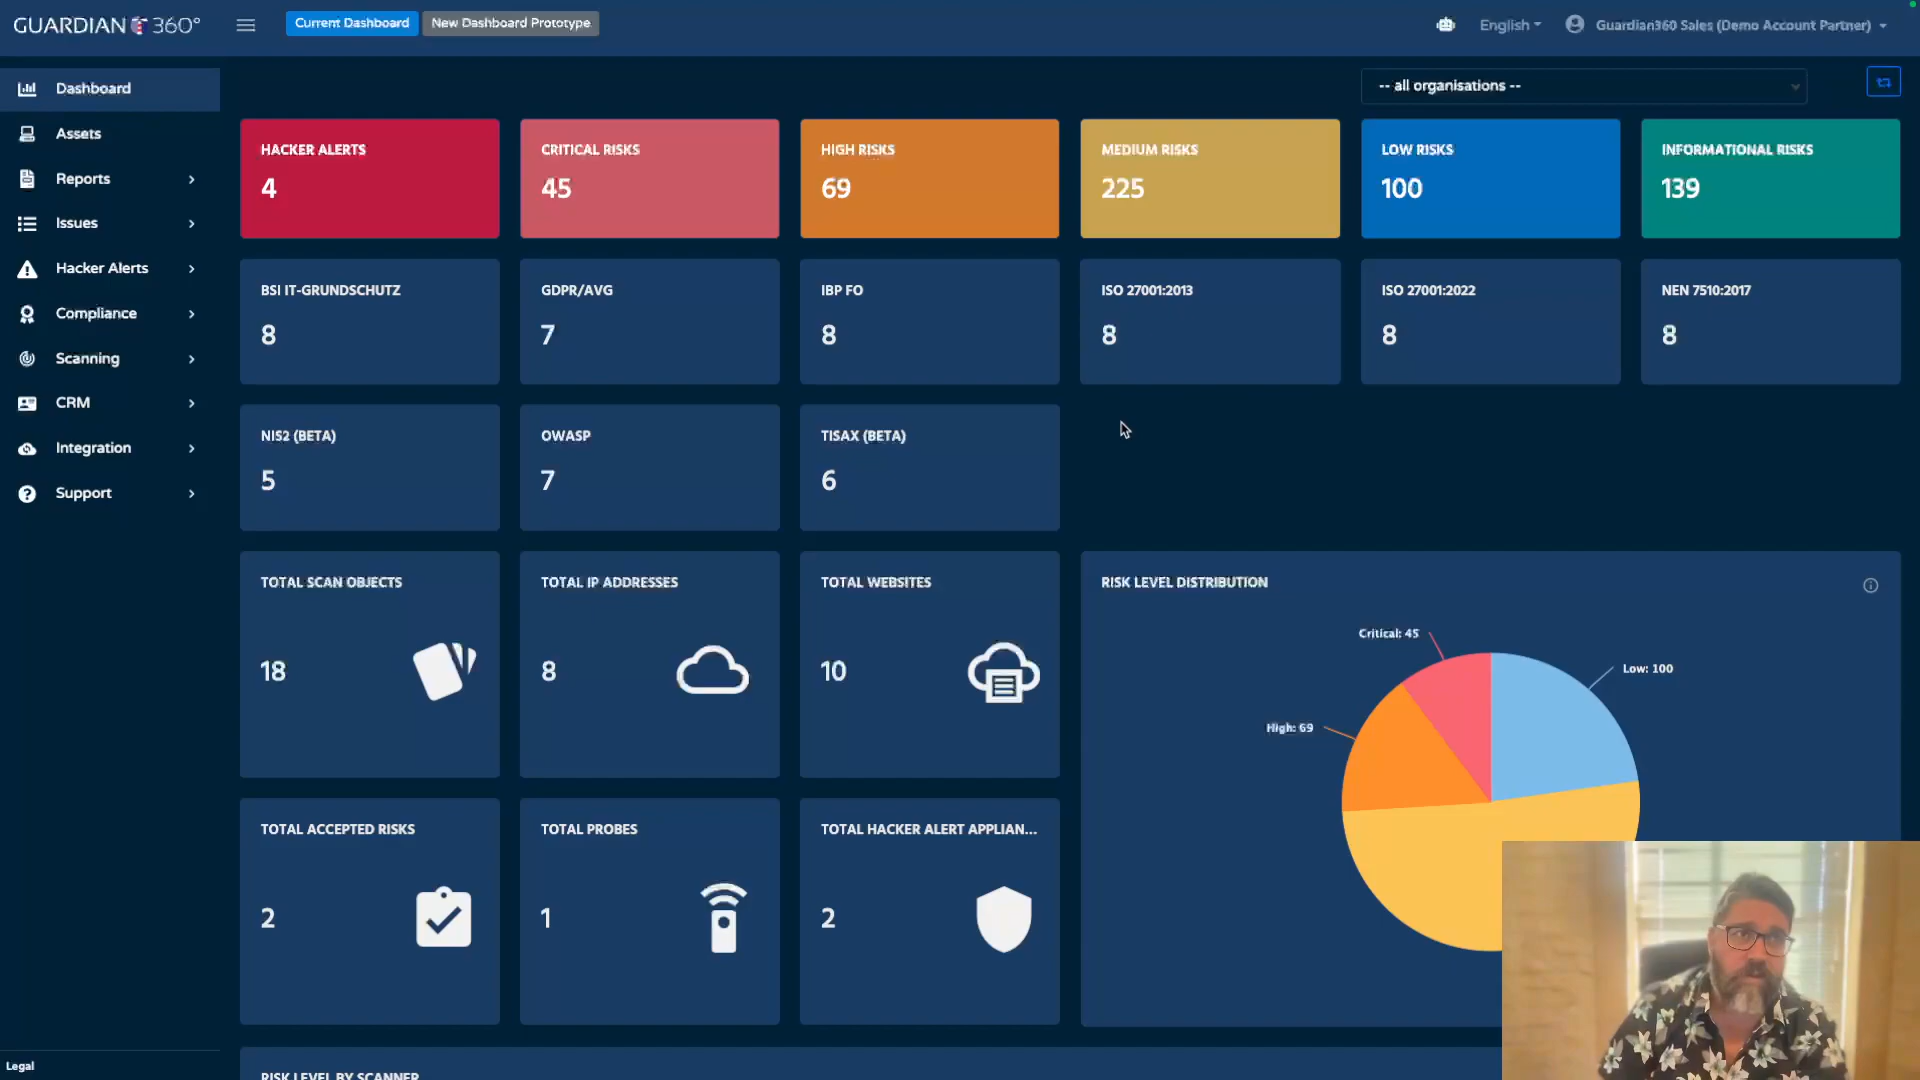 GUARDIAN 360°
Current Dashboard
New Dashboard Prototype
English
Guardian360 Sales (Demo Account Partner)
Dashboard
Assets
Reports
Issues
Hacker Alerts
Compliance
Scanning
CRM
Integration
Support
Legal
-- all organisations --
HACKER ALERTS
4
CRITICAL RISKS
45
HIGH RISKS
69
MEDIUM RISKS
225
LOW RISKS
100
INFORMATIONAL RISKS
139
BSI IT-GRUNDSCHUTZ
8
GDPR/AVG
7
IBP FO
8
ISO 27001:2013
8
ISO 27001:2022
8
NEN 7510:2017
8
NIS2 (BETA)
5
OWASP
7
TISAX (BETA)
6
TOTAL SCAN OBJECTS
18
TOTAL IP ADDRESSES
8
TOTAL WEBSITES
10
RISK LEVEL DISTRIBUTION
Critical: 45
Low: 100
High: 69
TOTAL ACCEPTED RISKS
2
TOTAL PROBES
1
TOTAL HACKER ALERT APPLIAN...
2
RISK LEVEL BY SCANNER